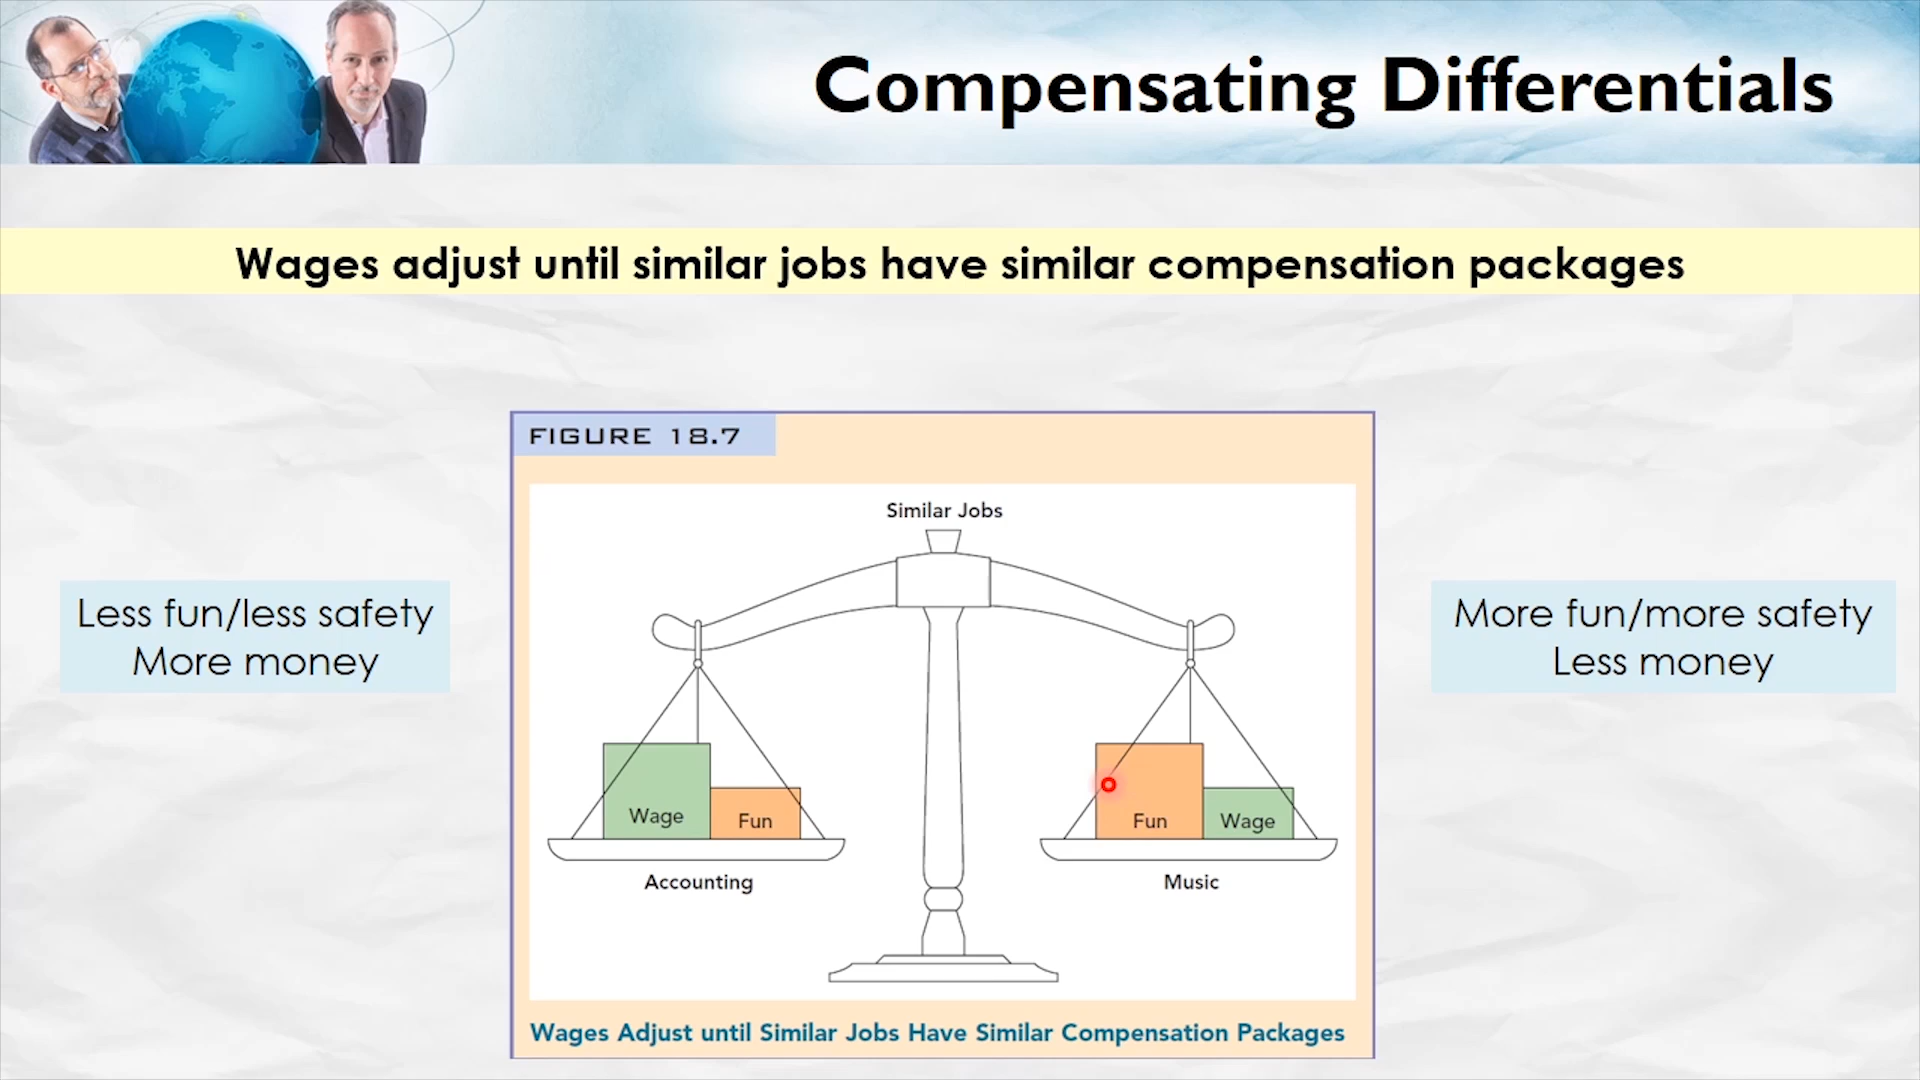 Compensating Differentials
Wages adjust until similar jobs have similar compensation packages
FIGURE 18.7
Similar Jobs
Less fun/less safety
More money
More fun/more safety
Less money
Wage
Fun
Fun
Wage
Accounting
Music
Wages Adjust until Similar Jobs Have Similar Compensation Packages